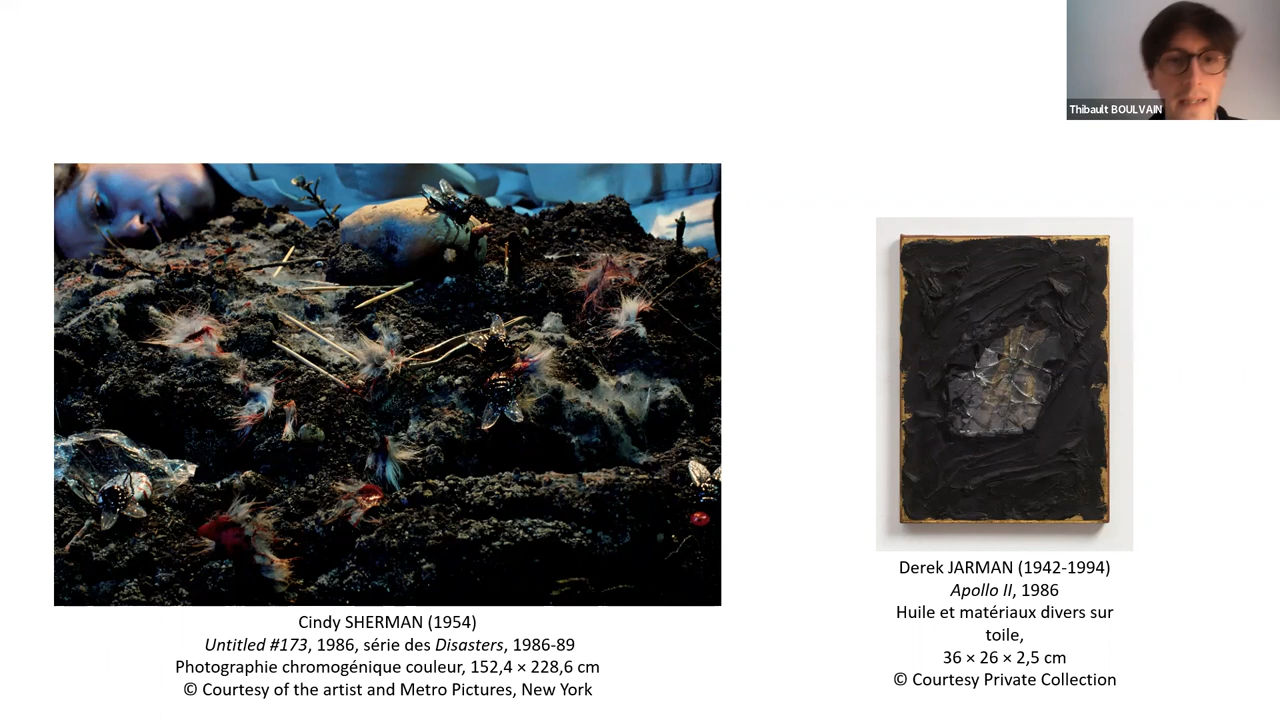 Thibault BOULVAIN
Cindy SHERMAN (1954)
Untitled #173, 1986, série des Disasters, 1986-89
Photographie chromogénique couleur, 152,4 × 228,6 cm
© Courtesy of the artist and Metro Pictures, New York
Derek JARMAN (1942-1994)
Apollo II, 1986
Huile et matériaux divers sur
toile,
36 × 26 × 2,5 cm
© Courtesy Private Collection